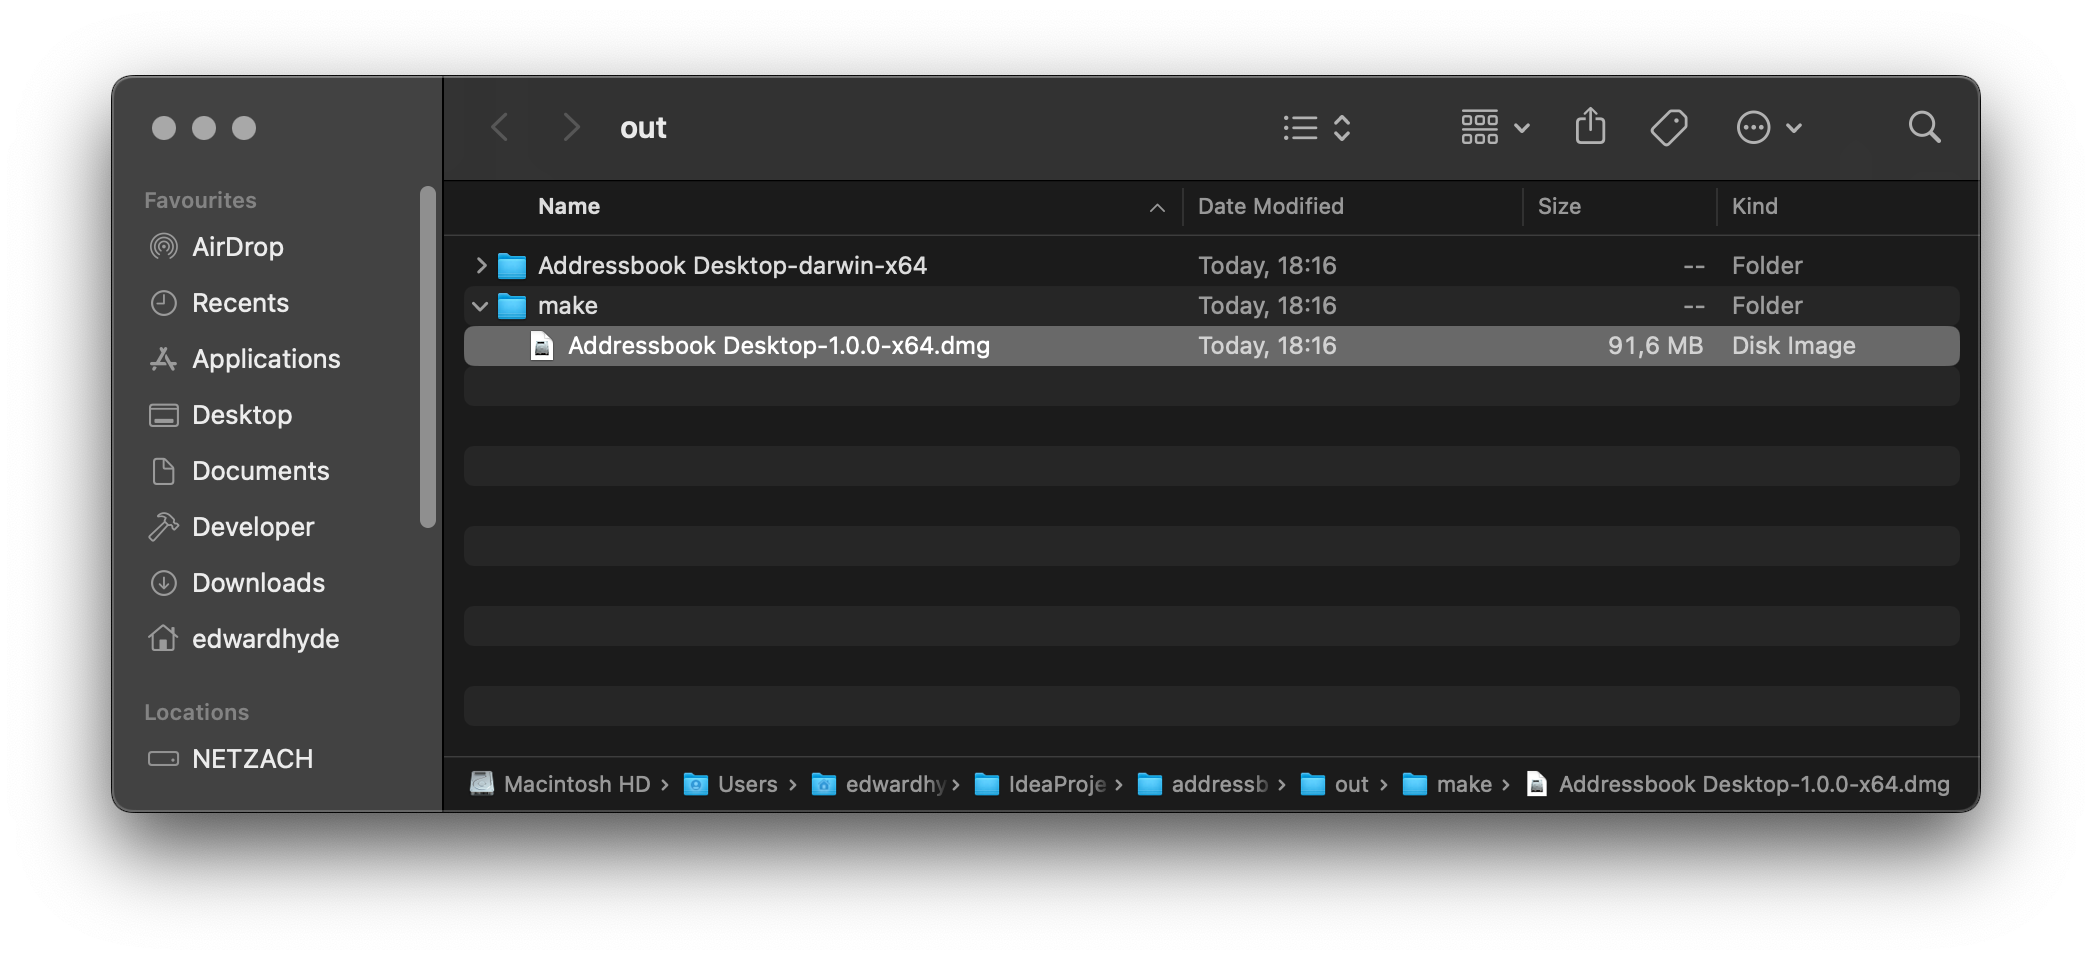 out
Favourites
AirDrop
Recents
Applications
Desktop
Documents
Developer
Downloads
edwardhyde
Locations
NETZACH
Name Date Modified Size Kind
Addressbook Desktop-darwin-x64 Today, 18:16 -- Folder
make Today, 18:16 -- Folder
Addressbook Desktop-1.0.0-x64.dmg Today, 18:16 91,6 MB Disk Image
Macintosh HD › Users › edwardhy › IdeaProje › addressb › out › make › Addressbook Desktop-1.0.0-x64.dmg